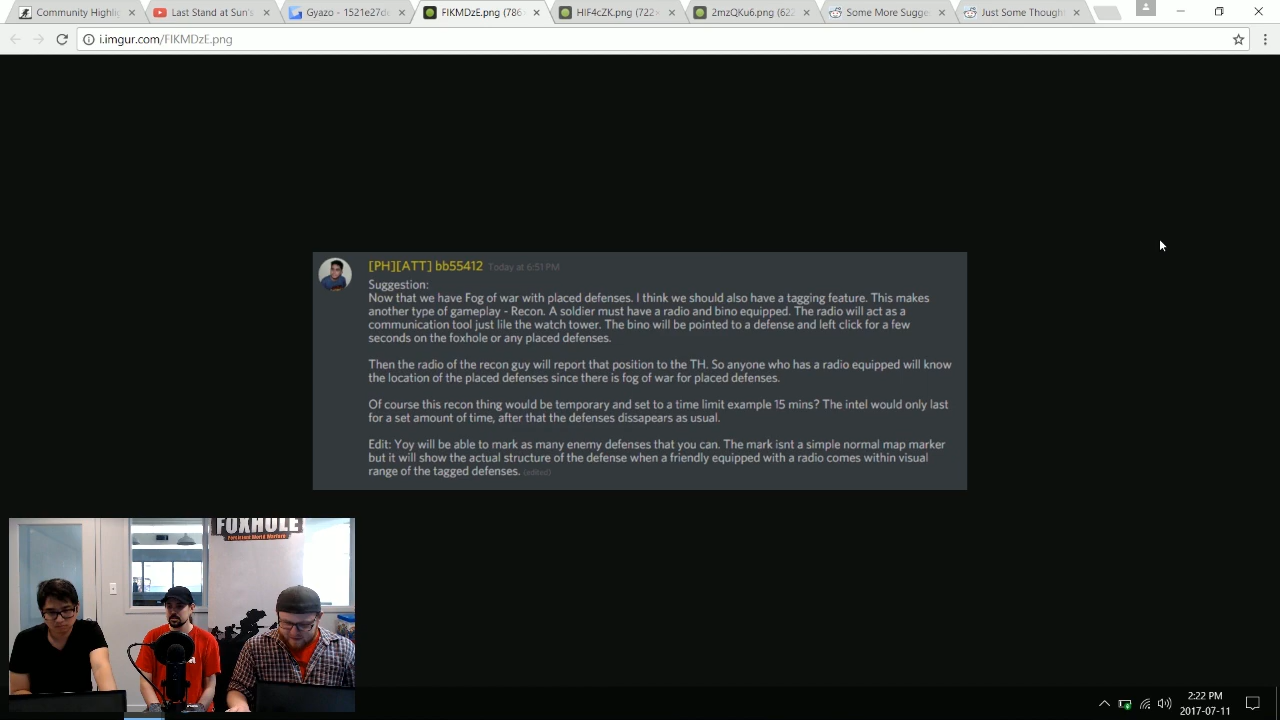 Community Highlig
Last Stand at Sun's
Gyazo - 1521e27de
FIKMDzE.png (786×
HIF4cZK.png (722×
2mzQKu6.png (622
Some More Sugges
Just Some Thought
i.imgur.com/FIKMDzE.png
[PH][ATT] bb55412 Today at 6:51 PM
Suggestion:
Now that we have Fog of war with placed defenses. I think we should also have a tagging feature. This makes
another type of gameplay - Recon. A soldier must have a radio and bino equipped. The radio will act as a
communication tool just lile the watch tower. The bino will be pointed to a defense and left click for a few
seconds on the foxhole or any placed defenses.
Then the radio of the recon guy will report that position to the TH. So anyone who has a radio equipped will know
the location of the placed defenses since there is fog of war for placed defenses.
Of course this recon thing would be temporary and set to a time limit example 15 mins? The intel would only last
for a set amount of time, after that the defenses dissapears as usual.
Edit: Yoy will be able to mark as many enemy defenses that you can. The mark isnt a simple normal map marker
but it will show the actual structure of the defense when a friendly equipped with a radio comes within visual
range of the tagged defenses. (edited)
FOXHOLE
Persistent World Warfare
2:22 PM
2017-07-11